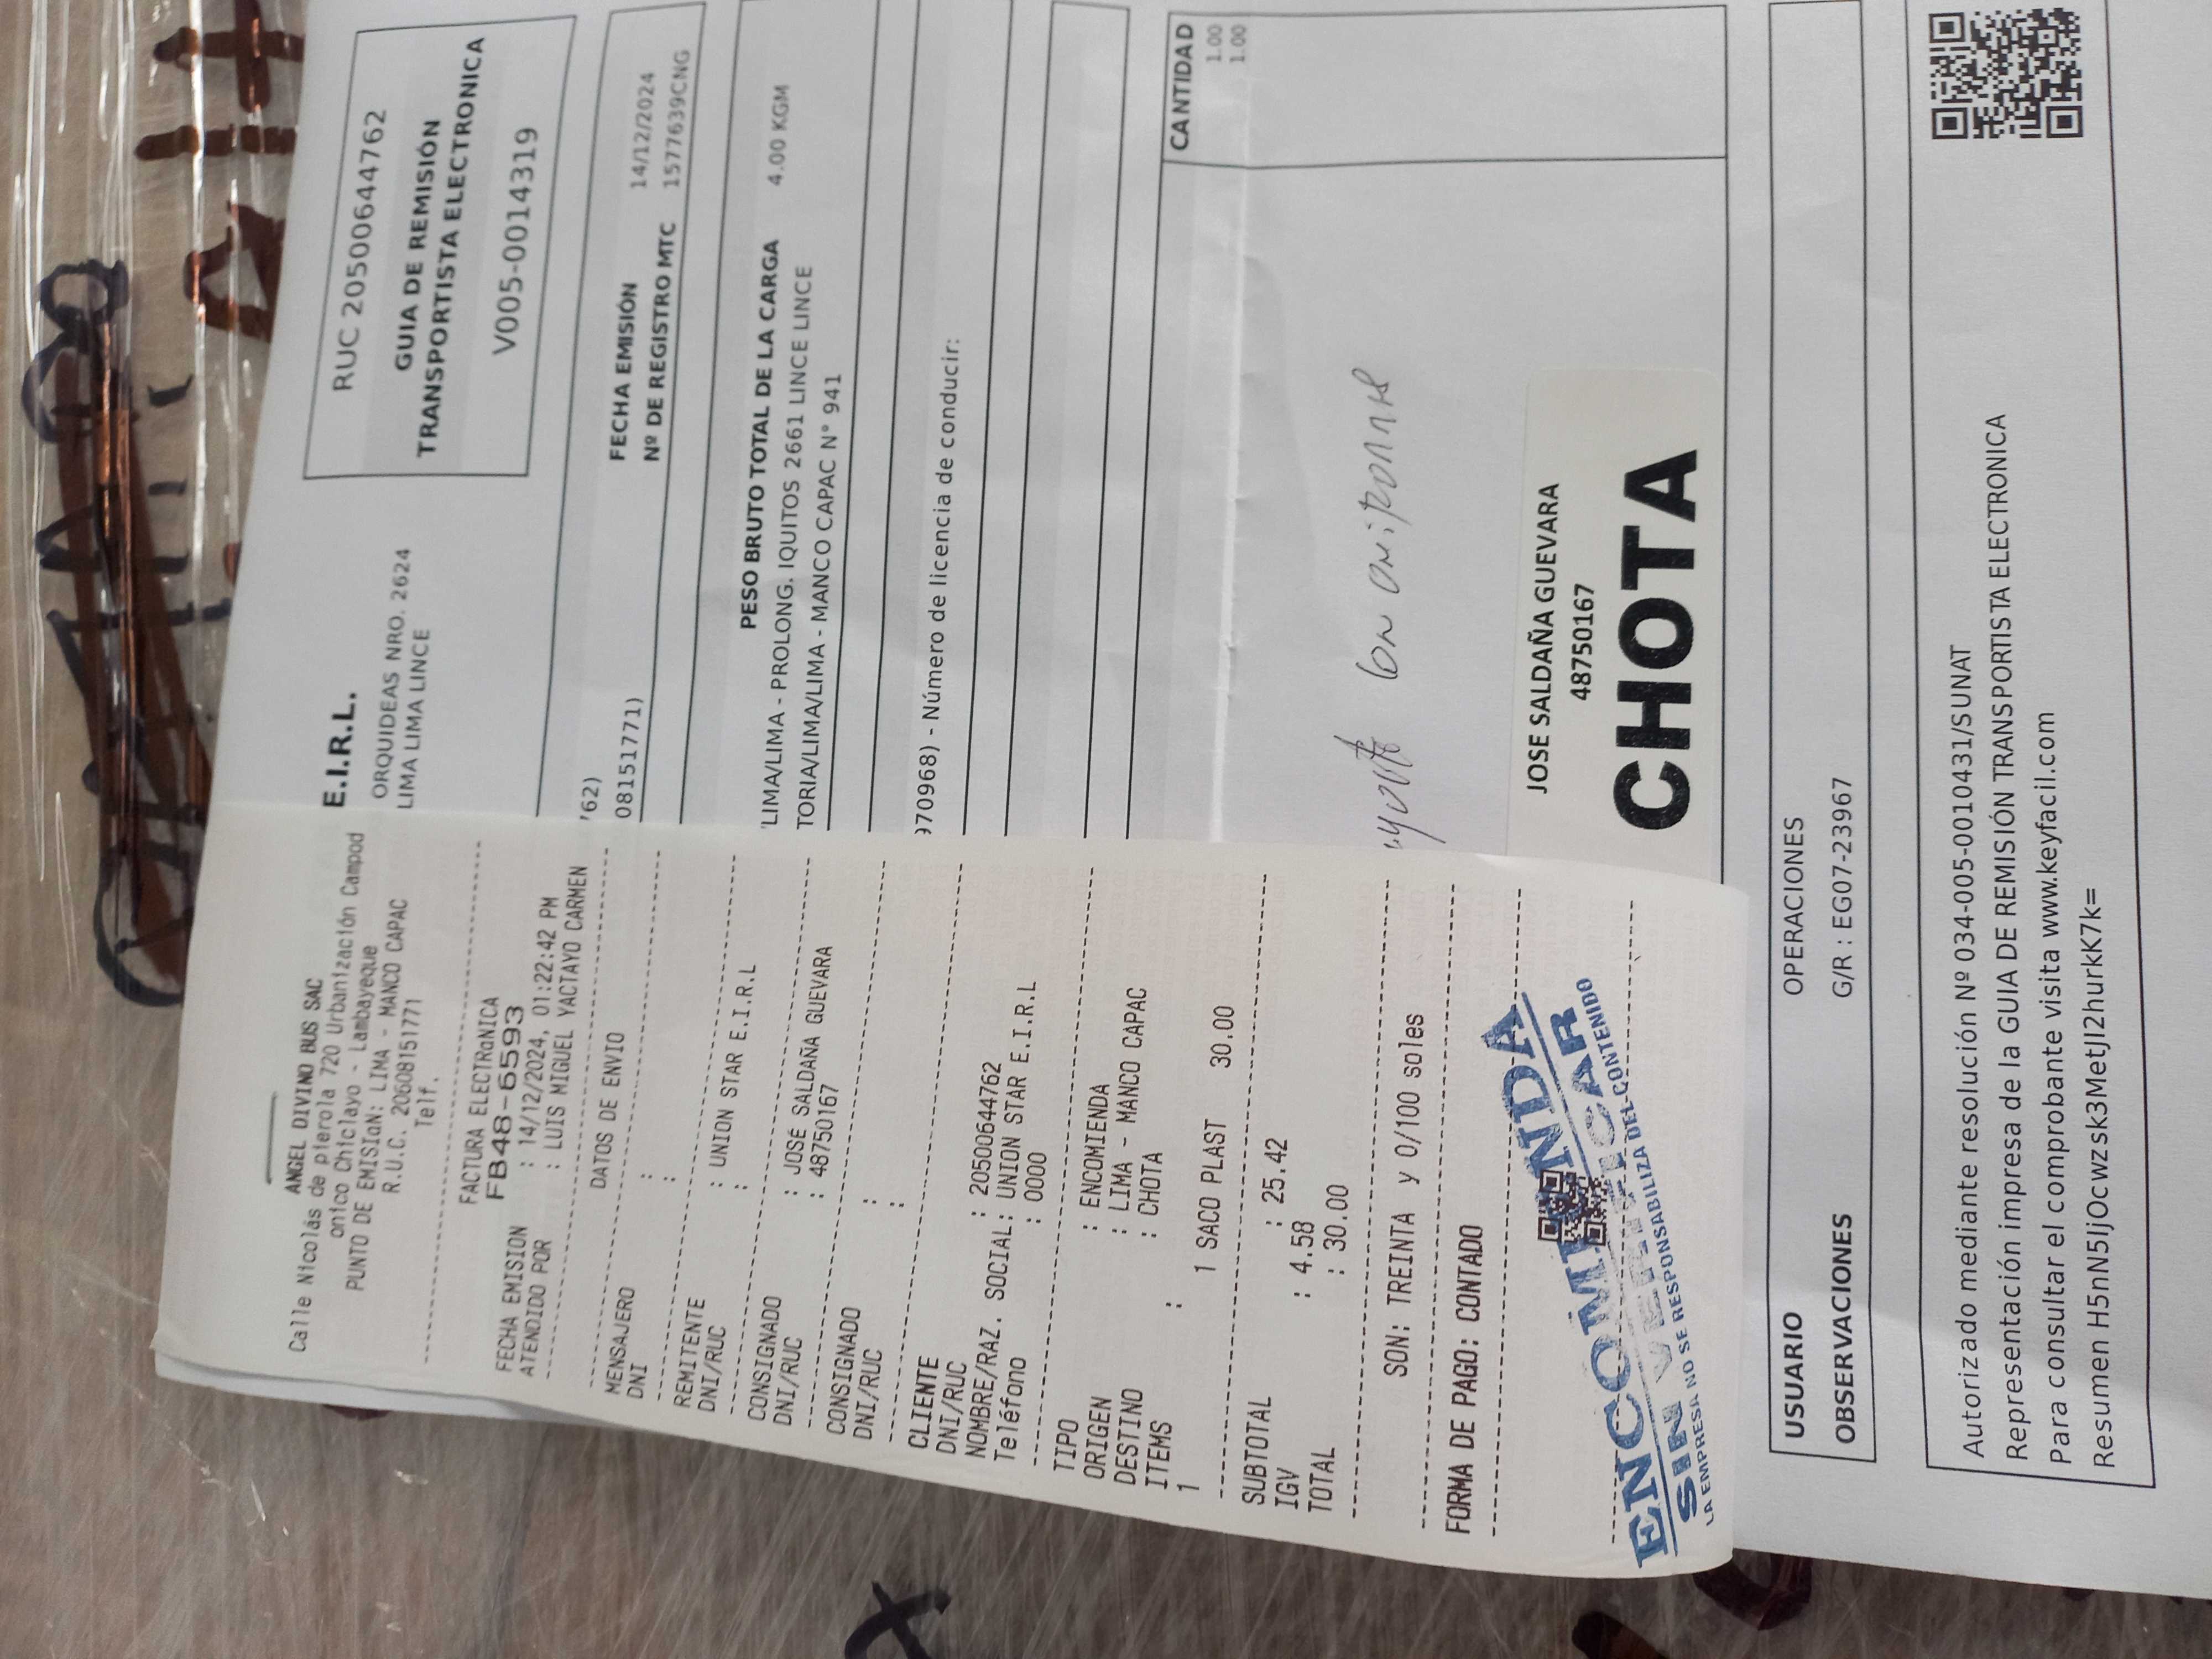 ANGEL DIVINO BUS SAC
Calle Nicolás de pierola 720 Urbanización Campod
onico Chiclayo - Lambayeque
PUNTO DE EMISIαN: LIMA - MANCO CAPAC
R.U.C. 20608151771
Telf.
FACTURA ELECTRαNICA
FB48-6593
FECHA EMISION : 14/12/2024, 01:22:42 PM
ATENDIDO POR : LUIS MIGUEL YACTAYO CARMEN
DATOS DE ENVIO
MENSAJERO :
DNI :
REMITENTE : UNION STAR E.I.R.L
DNI/RUC :
CONSIGNADO : JOSE SALDAÑA GUEVARA
DNI/RUC : 48750167
CONSIGNADO :
DNI/RUC :
CLIENTE
DNI/RUC : 20500644762
NOMBRE/RAZ. SOCIAL: UNION STAR E.I.R.L
Teléfono : 0000
TIPO : ENCOMIENDA
ORIGEN : LIMA - MANCO CAPAC
DESTINO : CHOTA
ITEMS :
1 1 SACO PLAST 30.00
SUBTOTAL : 25.42
IGV : 4.58
TOTAL : 30.00
SON: TREINTA y 0/100 soles
FORMA DE PAGO: CONTADO
ENCOMIENDA
SIN VERIFICAR
LA EMPRESA NO SE RESPONSABILIZA DEL CONTENIDO
E.I.R.L.
ORQUIDEAS NRO. 2624
LIMA LIMA LINCE
RUC 20500644762
GUIA DE REMISIÓN
TRANSPORTISTA ELECTRONICA
V005-0014319
'62)
08151771)
FECHA EMISIÓN 14/12/2024
Nº DE REGISTRO MTC 1577639CNG
PESO BRUTO TOTAL DE LA CARGA 4.00 KGM
LIMA/LIMA - PROLONG. IQUITOS 2661 LINCE LINCE
TORIA/LIMA/LIMA - MANCO CAPAC N° 941
970968) - Número de licencia de conducir:
CANTIDAD
1.00
1.00
JOSE SALDAÑA GUEVARA
48750167
CHOTA
USUARIO OPERACIONES
OBSERVACIONES G/R : EG07-23967
Autorizado mediante resolución Nº 034-005-0010431/SUNAT
Representación impresa de la GUIA DE REMISIÓN TRANSPORTISTA ELECTRONICA
Para consultar el comprobante visita www.keyfacil.com
Resumen H5nN5IjOcwzsk3MetJl2hurkK7k=